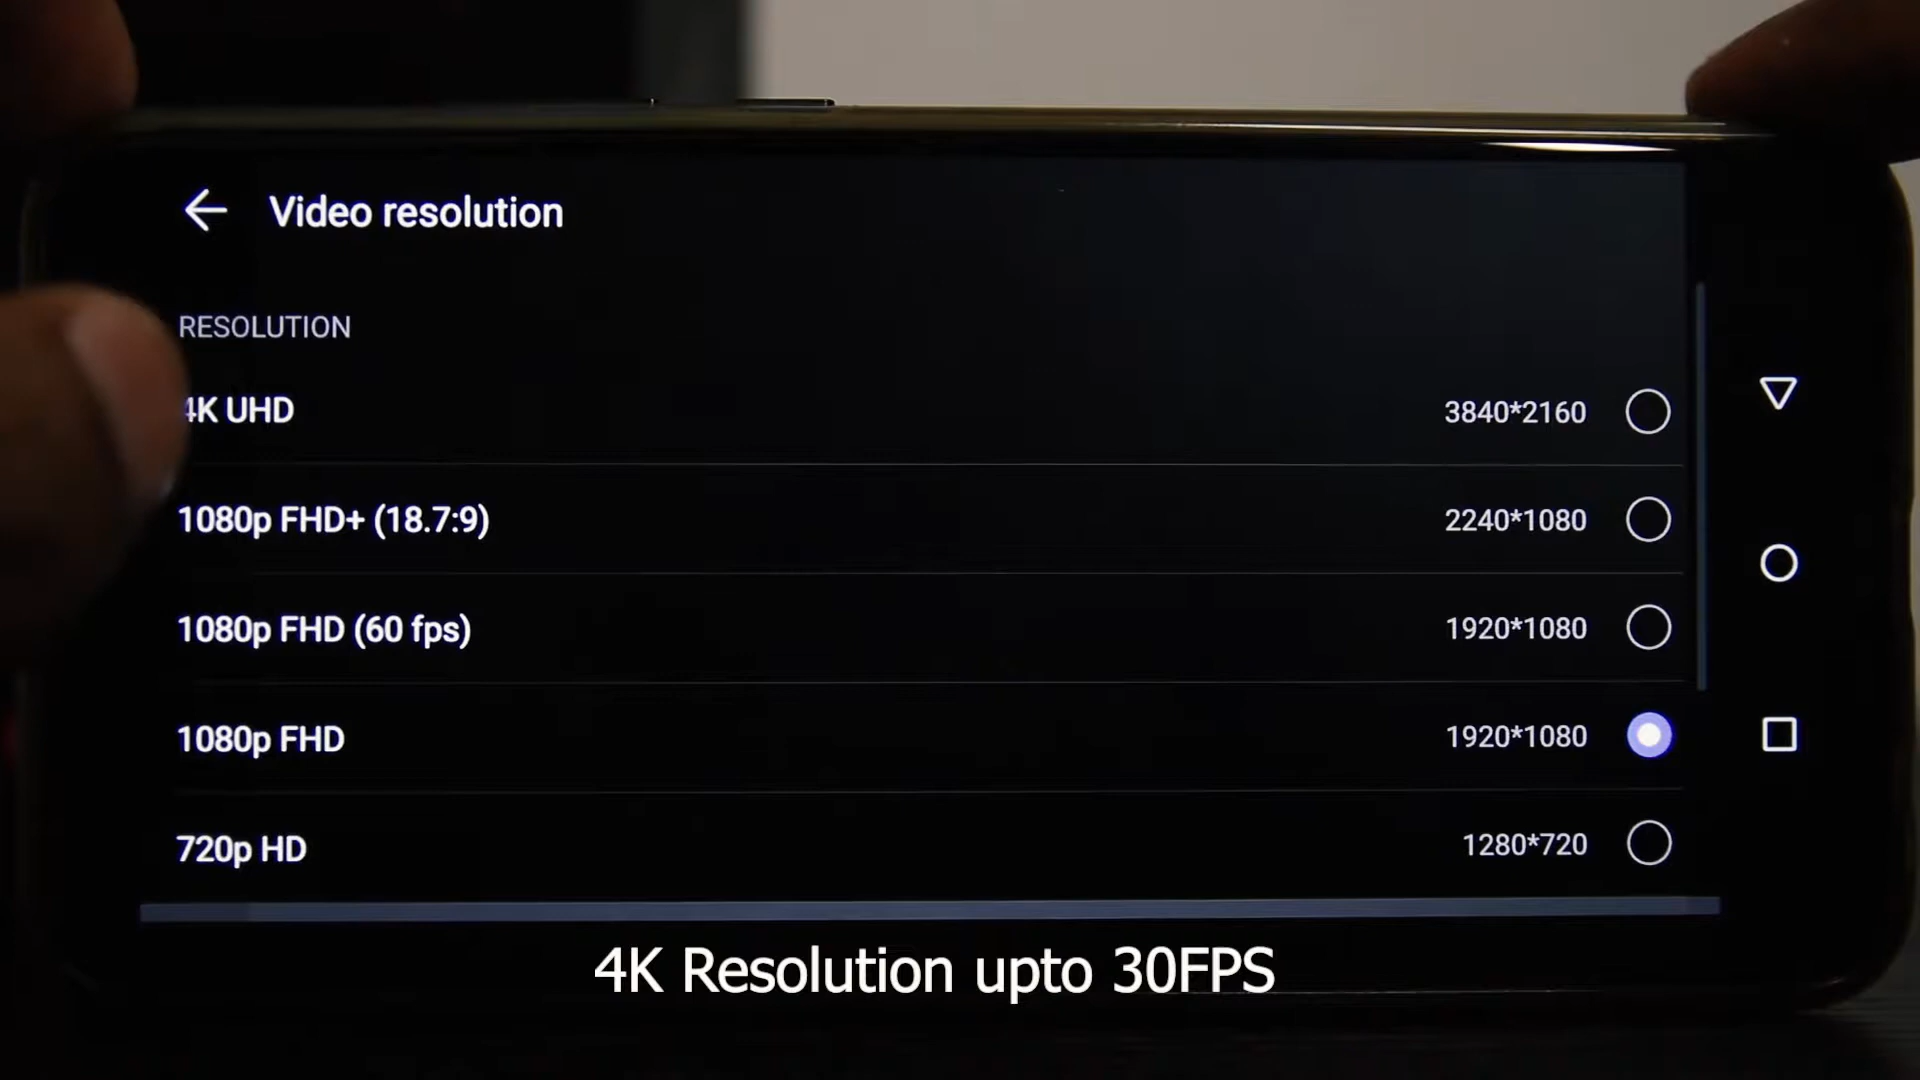 Video resolution
RESOLUTION
4K UHD 3840*2160
1080p FHD+ (18.7:9) 2240*1080
1080p FHD (60 fps) 1920*1080
1080p FHD 1920*1080
720p HD 1280*720
4K Resolution upto 30FPS